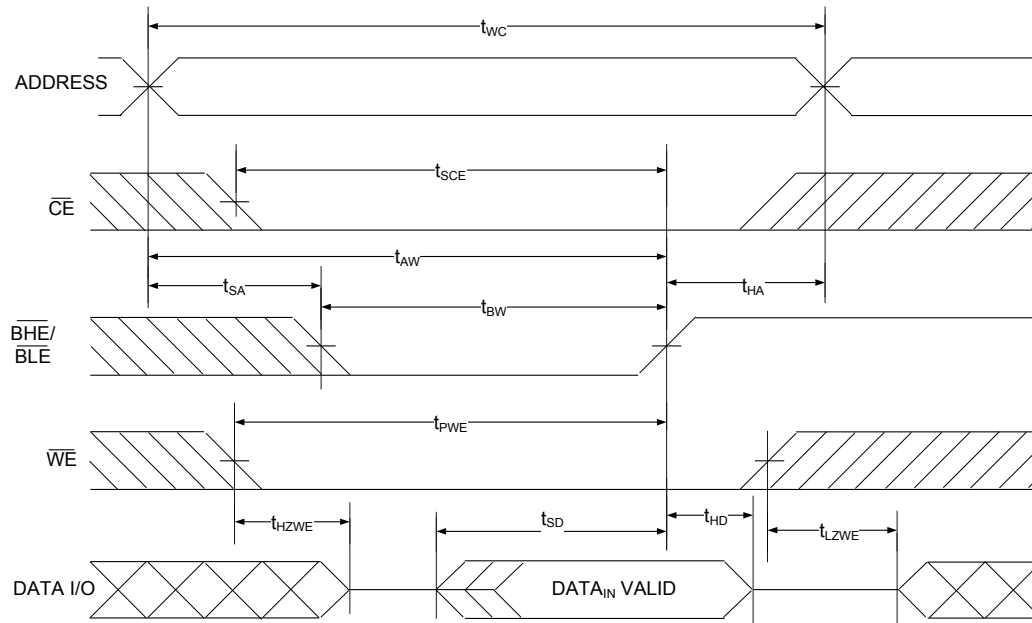 tWC
ADDRESS
tSCE
CE
tAW
tSA
tHA
tBW
BHE/
BLE
tPWE
WE
tHZWE
tSD
tHD
tLZWE
DATA I/O
DATAIN VALID